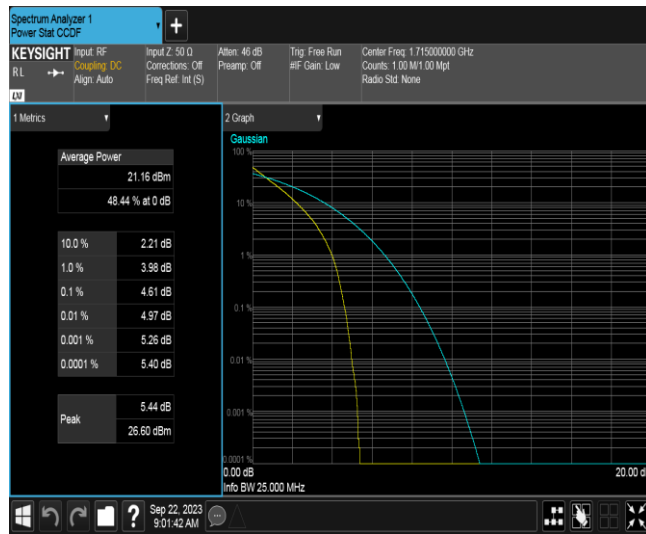 Spectrum Analyzer 1
Power Stat CCDF
+
KEYSIGHT
RL
LXI
Input: RF
Coupling: DC
Align: Auto
Input Z: 50 Ω
Corrections: Off
Freq Ref: Int (S)
Atten: 46 dB
Preamp: Off
Trig: Free Run
#IF Gain: Low
Center Freq: 1.715000000 GHz
Counts: 1.00 M/1.00 Mpt
Radio Std: None
1 Metrics
Average Power
21.16 dBm
48.44 % at 0 dB
10.0 % 2.21 dB
1.0 % 3.98 dB
0.1 % 4.61 dB
0.01 % 4.97 dB
0.001 % 5.26 dB
0.0001 % 5.40 dB
Peak
5.44 dB
26.60 dBm
2 Graph
Gaussian
100 %
10 %
1 %
0.1 %
0.01 %
0.001 %
0.0001 %
0.00 dB
20.00 d
Info BW 25.000 MHz
?
Sep 22, 2023
9:01:42 AM